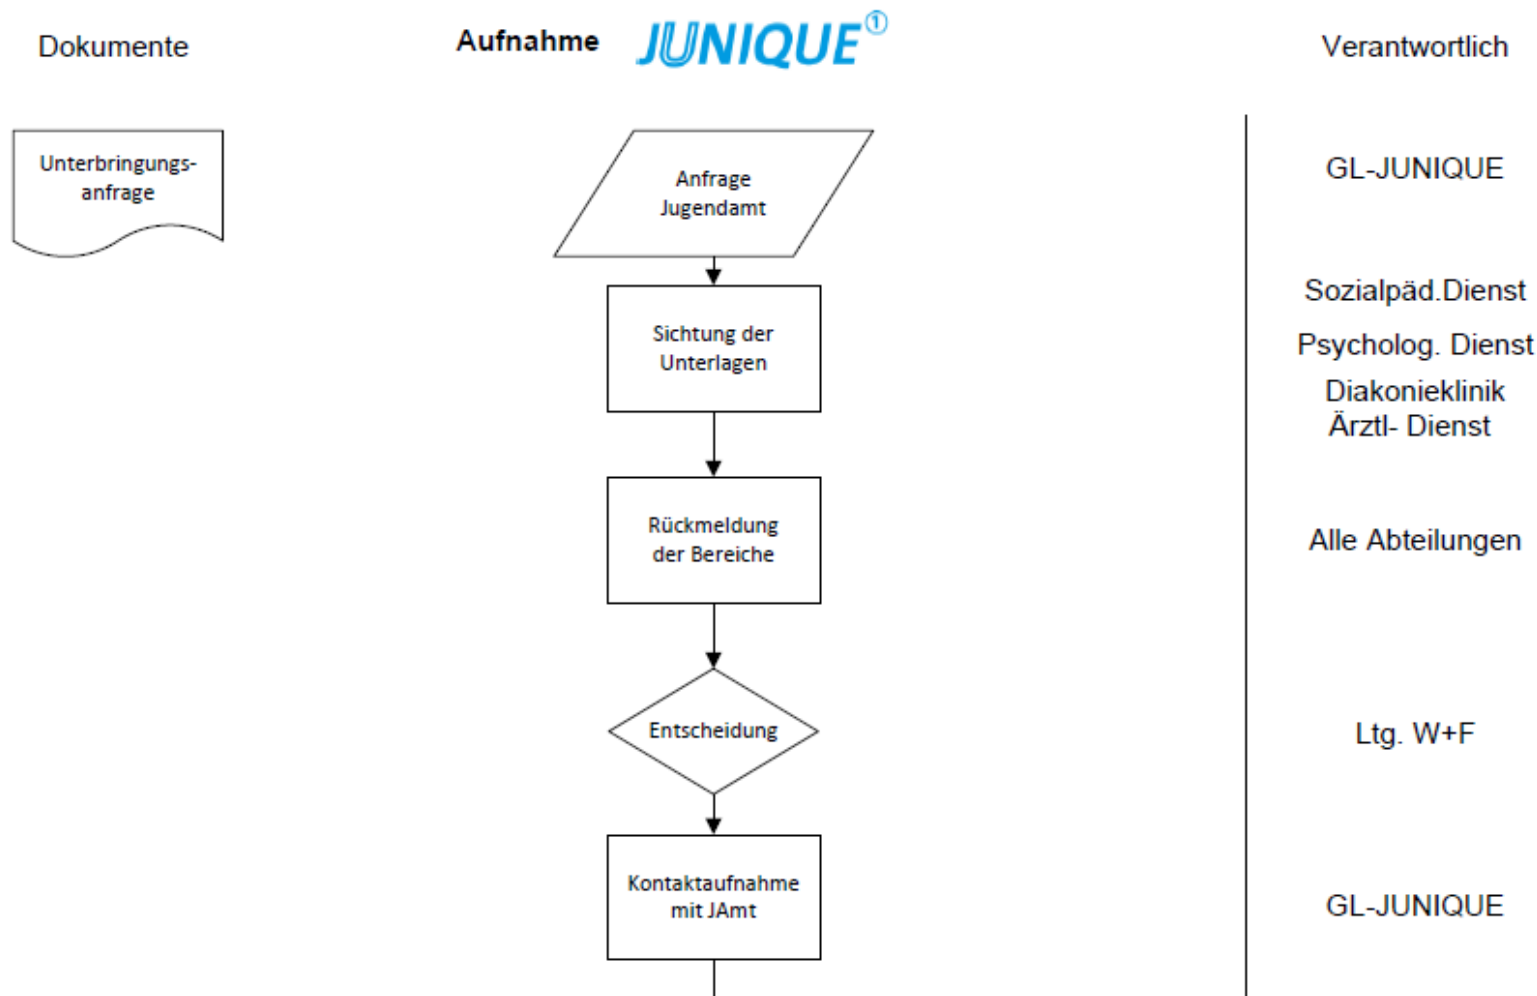 Dokumente
Aufnahme JUNIQUE①
Verantwortlich
Unterbringungs-
anfrage
Anfrage
Jugendamt
GL-JUNIQUE
Sichtung der
Unterlagen
Sozialpäd.Dienst
Psycholog. Dienst
Diakonieklinik
Ärztl- Dienst
Rückmeldung
der Bereiche
Alle Abteilungen
Entscheidung
Ltg. W+F
Kontaktaufnahme
mit JAmt
GL-JUNIQUE